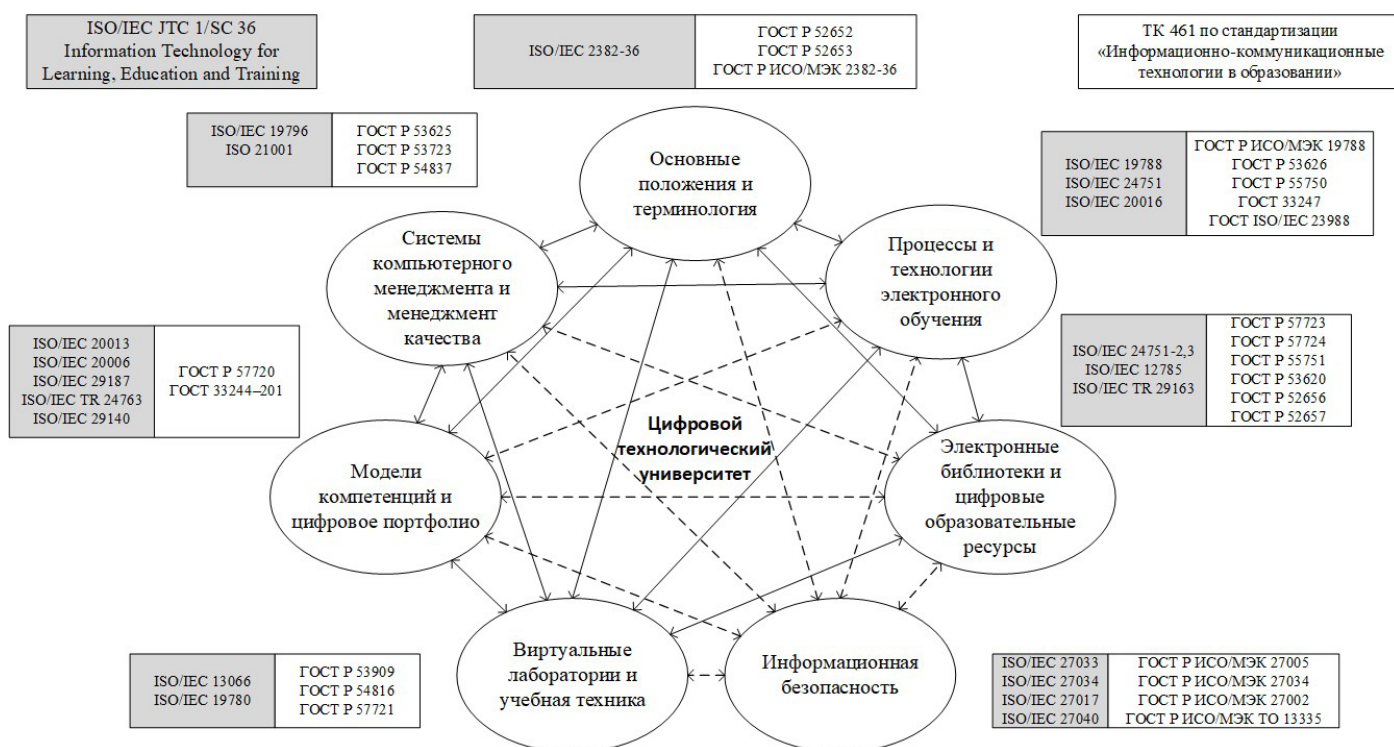 ISO/IEC JTC 1/SC 36
Information Technology for
Learning, Education and Training
ISO/IEC 2382-36
ГОСТ Р 52652
ГОСТ Р 52653
ГОСТ Р ИСО/МЭК 2382-36
ТК 461 по стандартизации
«Информационно-коммуникационные
технологии в образовании»
ISO/IEC 19796
ISO 21001
ГОСТ Р 53625
ГОСТ Р 53723
ГОСТ Р 54837
Основные
положения и
терминология
ISO/IEC 19788
ISO/IEC 24751
ISO/IEC 20016
ГОСТ Р ИСО/МЭК 19788
ГОСТ Р 53626
ГОСТ Р 55750
ГОСТ 33247
ГОСТ ISO/IEC 23988
Системы
компьютерного
менеджмента и
менеджмент
качества
Процессы и
технологии
электронного
обучения
ISO/IEC 20013
ISO/IEC 20006
ISO/IEC 29187
ISO/IEC TR 24763
ISO/IEC 29140
ГОСТ Р 57720
ГОСТ 33244–201
ISO/IEC 24751-2,3
ISO/IEC 12785
ISO/IEC TR 29163
ГОСТ Р 57723
ГОСТ Р 57724
ГОСТ Р 55751
ГОСТ Р 53620
ГОСТ Р 52656
ГОСТ Р 52657
Цифровой
технологический
университет
Модели
компетенций и
цифровое портфолио
Электронные
библиотеки и
цифровые
образовательные
ресурсы
ISO/IEC 13066
ISO/IEC 19780
ГОСТ Р 53909
ГОСТ Р 54816
ГОСТ Р 57721
Виртуальные
лаборатории и
учебная техника
Информационная
безопасность
ISO/IEC 27033
ISO/IEC 27034
ISO/IEC 27017
ISO/IEC 27040
ГОСТ Р ИСО/МЭК 27005
ГОСТ Р ИСО/МЭК 27034
ГОСТ Р ИСО/МЭК 27002
ГОСТ Р ИСО/МЭК ТО 13335